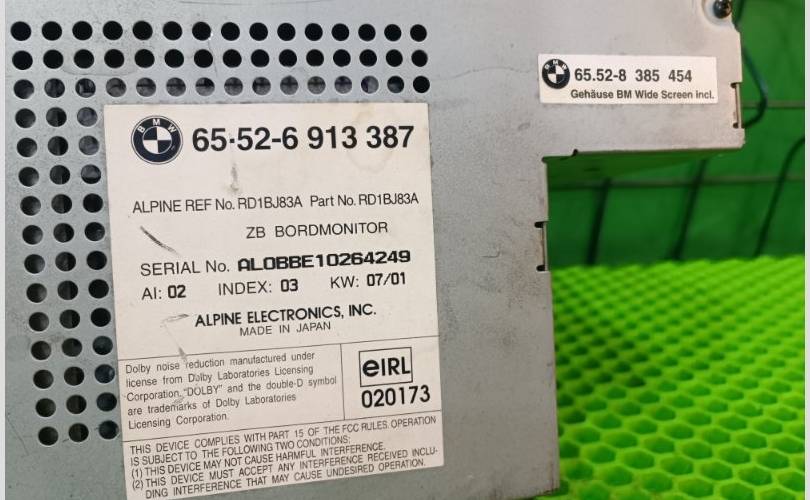 BMW
65·52-6 913 387
ALPINE REF No. RD1BJ83A Part No. RD1BJ83A
ZB BORDMONITOR
SERIAL No. AL0BBE10264249
AI: 02 INDEX: 03 KW: 07/01
ALPINE ELECTRONICS, INC.
MADE IN JAPAN
Dolby noise reduction manufactured under
license from Dolby Laboratories Licensing
Corporation. "DOLBY" and the double-D symbol
are trademarks of Dolby Laboratories
Licensing Corporation.
e1RL
020173
THIS DEVICE COMPLIES WITH PART 15 OF THE FCC RULES. OPERATION
IS SUBJECT TO THE FOLLOWING TWO CONDITIONS:
(1) THIS DEVICE MAY NOT CAUSE HARMFUL INTERFERENCE.
(2) THIS DEVICE MUST ACCEPT ANY INTERFERENCE RECEIVED INCLU-
DING INTERFERENCE THAT MAY CAUSE UNDESIRED OPERATION.
BMW
65.52-8 385 454
Gehäuse BM Wide Screen incl.